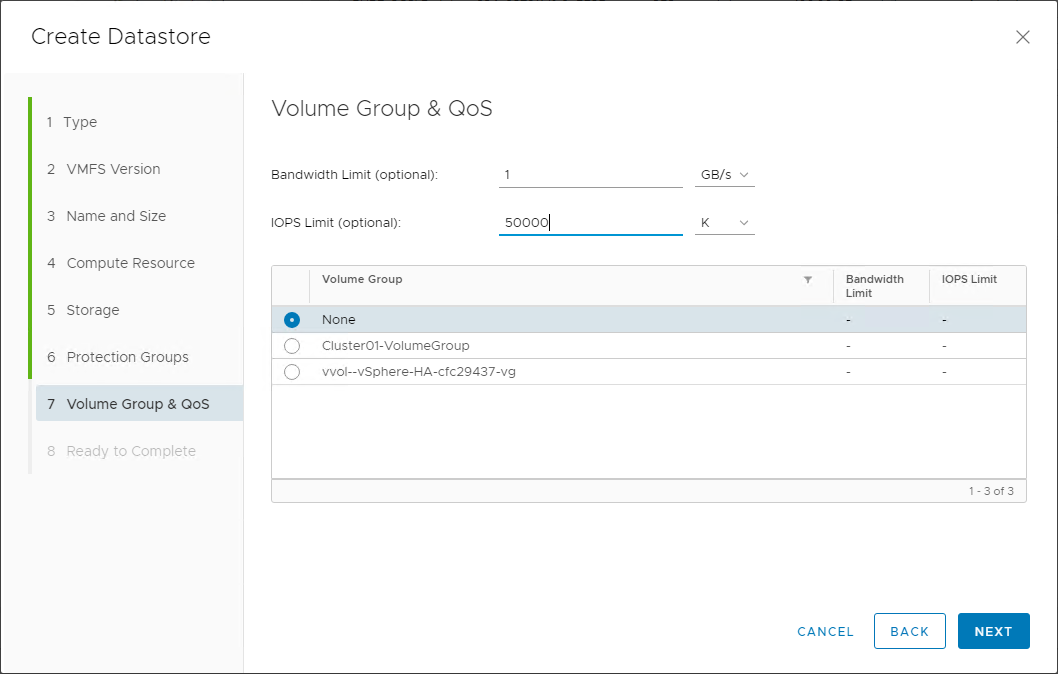 Create Datastore
1 Type
2 VMFS Version
3 Name and Size
4 Compute Resource
5 Storage
6 Protection Groups
7 Volume Group & QoS
8 Ready to Complete
Volume Group & QoS
Bandwidth Limit (optional): 1 GB/s
IOPS Limit (optional): 50000 K
Volume Group Bandwidth Limit IOPS Limit
None - -
Cluster01-VolumeGroup - -
vvol--vSphere-HA-cfc29437-vg - -
1 - 3 of 3
CANCEL BACK NEXT